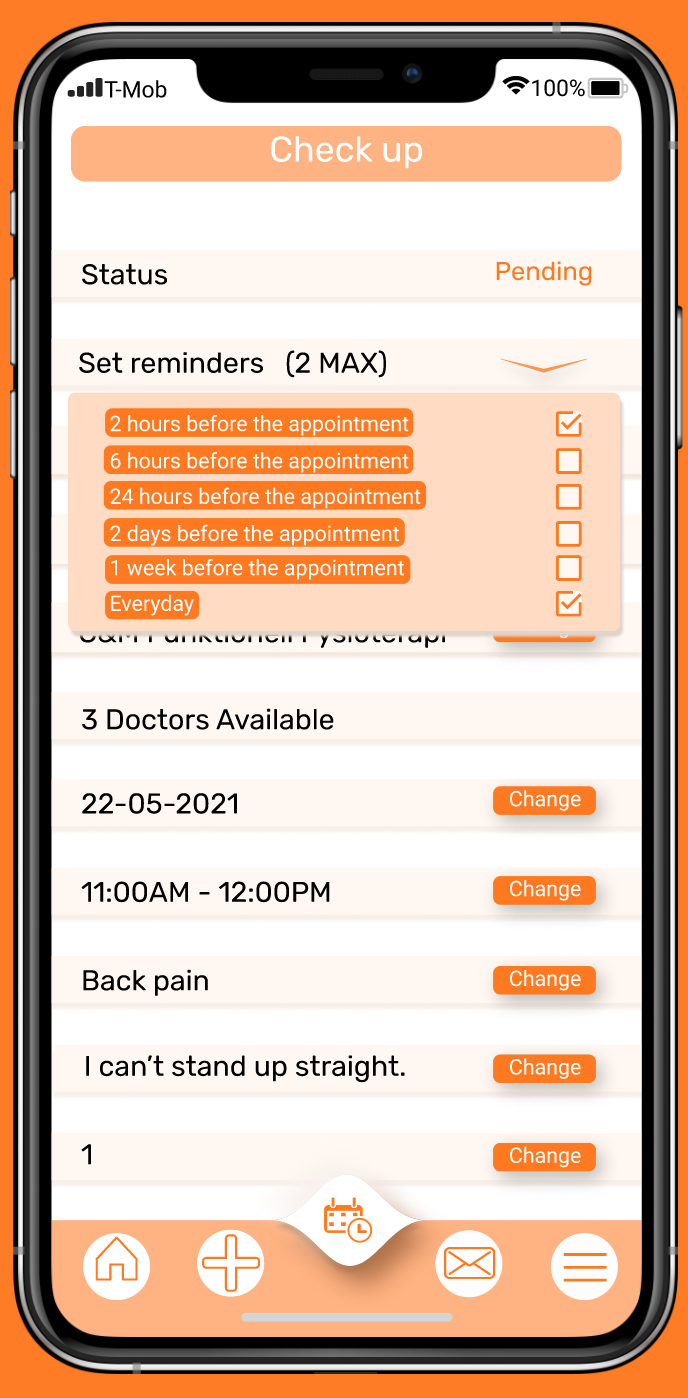 T-Mob 100%
Check up
Status Pending
Set reminders (2 MAX)
2 hours before the appointment
6 hours before the appointment
24 hours before the appointment
2 days before the appointment
1 week before the appointment
Everyday
Funktionell Fysioterapi
3 Doctors Available
22-05-2021 Change
11:00AM - 12:00PM Change
Back pain Change
I can't stand up straight. Change
1 Change